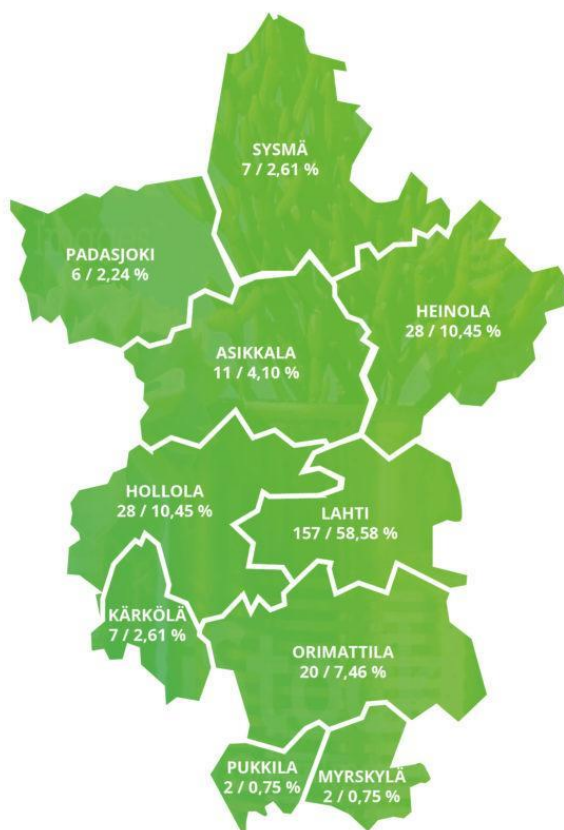 SYSMÄ
7 / 2,61 %
PADASJOKI
6 / 2,24 %
HEINOLA
28 / 10,45 %
ASIKKALA
11 / 4,10 %
HOLLOLA
28 / 10,45 %
LAHTI
157 / 58,58 %
KÄRKÖLÄ
7 / 2,61 %
ORIMATTILA
20 / 7,46 %
PUKKILA
2 / 0,75 %
MYRSKYLÄ
2 / 0,75 %